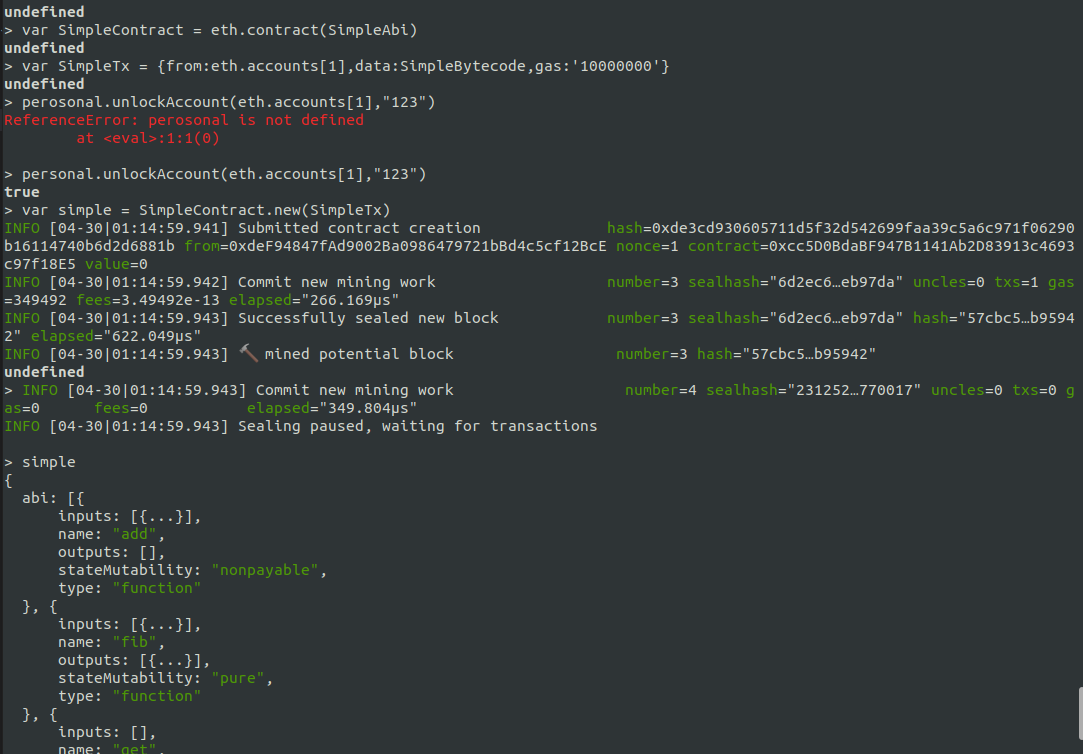 undefined
> var SimpleContract = eth.contract(SimpleAbi)
undefined
> var SimpleTx = {from:eth.accounts[1],data:SimpleBytecode,gas:'10000000'}
undefined
> perosonal.unlockAccount(eth.accounts[1],"123")
ReferenceError: perosonal is not defined
        at <eval>:1:1(0)
> personal.unlockAccount(eth.accounts[1],"123")
true
> var simple = SimpleContract.new(SimpleTx)
INFO [04-30|01:14:59.941] Submitted contract creation              hash=0xde3cd930605711d5f32d542699faa39c5a6c971f06290
b16114740b6d2d6881b from=0xdeF94847fAd9002Ba0986479721bBd4c5cf12BcE nonce=1 contract=0xcc5D0BdaBF947B1141Ab2D83913c4693
c97f18E5 value=0
INFO [04-30|01:14:59.942] Commit new mining work                   number=3 sealhash="6d2ec6…eb97da" uncles=0 txs=1 gas
=349492 fees=3.49492e-13 elapsed="266.169µs"
INFO [04-30|01:14:59.943] Successfully sealed new block            number=3 sealhash="6d2ec6…eb97da" hash="57cbc5…b9594
2" elapsed="622.049µs"
INFO [04-30|01:14:59.943] 🔨 mined potential block                  number=3 hash="57cbc5…b95942"
undefined
> INFO [04-30|01:14:59.943] Commit new mining work                   number=4 sealhash="231252…770017" uncles=0 txs=0 g
as=0      fees=0           elapsed="349.804µs"
INFO [04-30|01:14:59.943] Sealing paused, waiting for transactions
> simple
{
  abi: [{
      inputs: [{...}],
      name: "add",
      outputs: [],
      stateMutability: "nonpayable",
      type: "function"
  }, {
      inputs: [{...}],
      name: "fib",
      outputs: [{...}],
      stateMutability: "pure",
      type: "function"
  }, {
      inputs: [],
      name: "get",